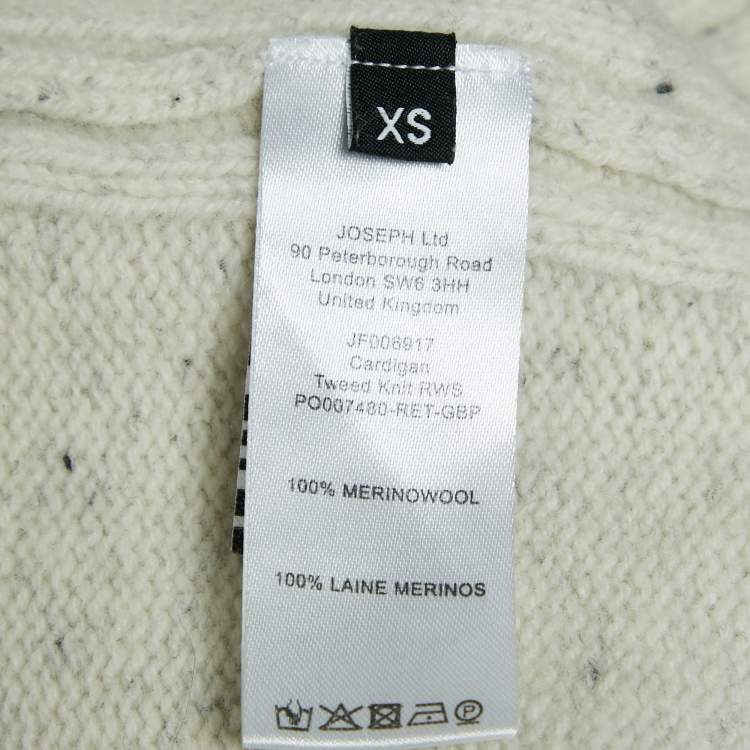 XS
JOSEPH Ltd
90 Peterborough Road
London SW6 3HH
United Kingdom
JF006917
Cardigan
Tweed Knit RWS
PO007480-RET-GBP
100% MERINOWOOL
100% LAINE MERINOS
P